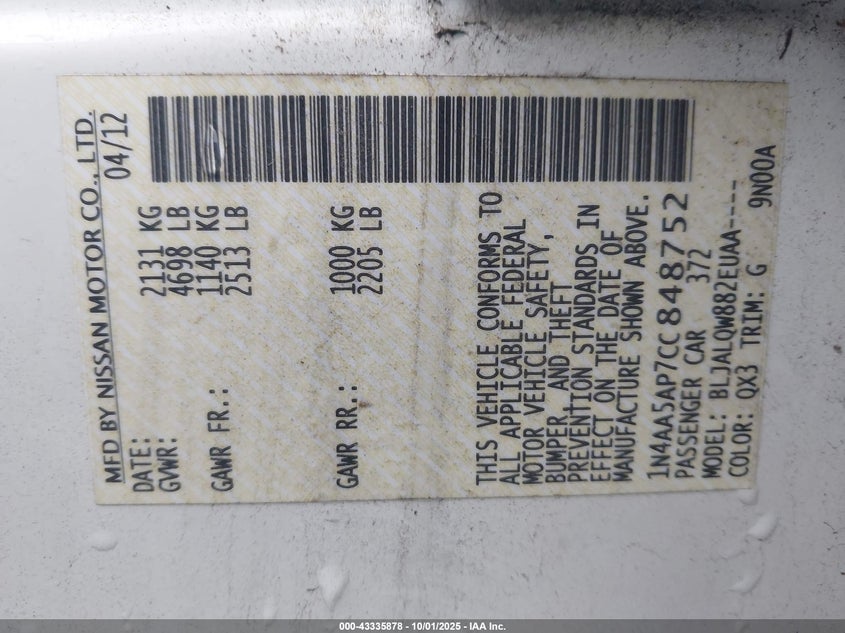 MFD BY NISSAN MOTOR CO., LTD.
DATE: 04/12
GVWR: 2131 KG
4698 LB
GAWR FR.: 1140 KG
2513 LB
GAWR RR.: 1000 KG
2205 LB
THIS VEHICLE CONFORMS TO
ALL APPLICABLE FEDERAL
MOTOR VEHICLE SAFETY,
BUMPER, AND THEFT
PREVENTION STANDARDS IN
EFFECT ON THE DATE OF
MANUFACTURE SHOWN ABOVE.
1N4AA5AP7CC848752
PASSENGER CAR 372
MODEL: BLJALQW882EUAA----
COLOR: QX3 TRIM: G 9N00A
000-43335878 - 10/01/2025 - IAA Inc.